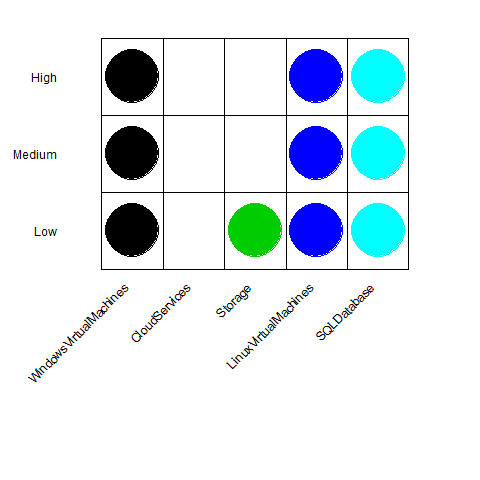 High
Medium
Low
WindowsVirtualMachines
CloudServices
Storage
LinuxVirtualMachines
SQLDatabase